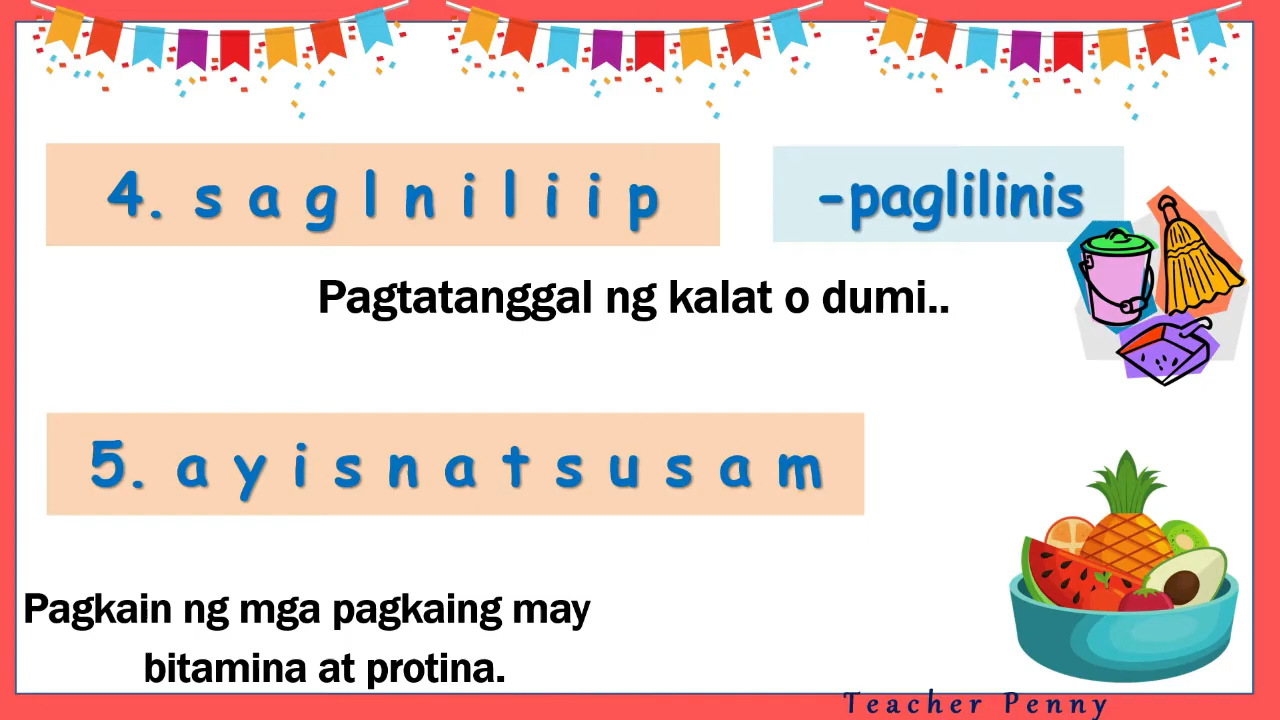 4. s a g l n i l i i p
-paglilinis
Pagtatanggal ng kalat o dumi..
5. a y i s n a t s u s a m
Pagkain ng mga pagkaing may
bitamina at protina.
Teacher Penny